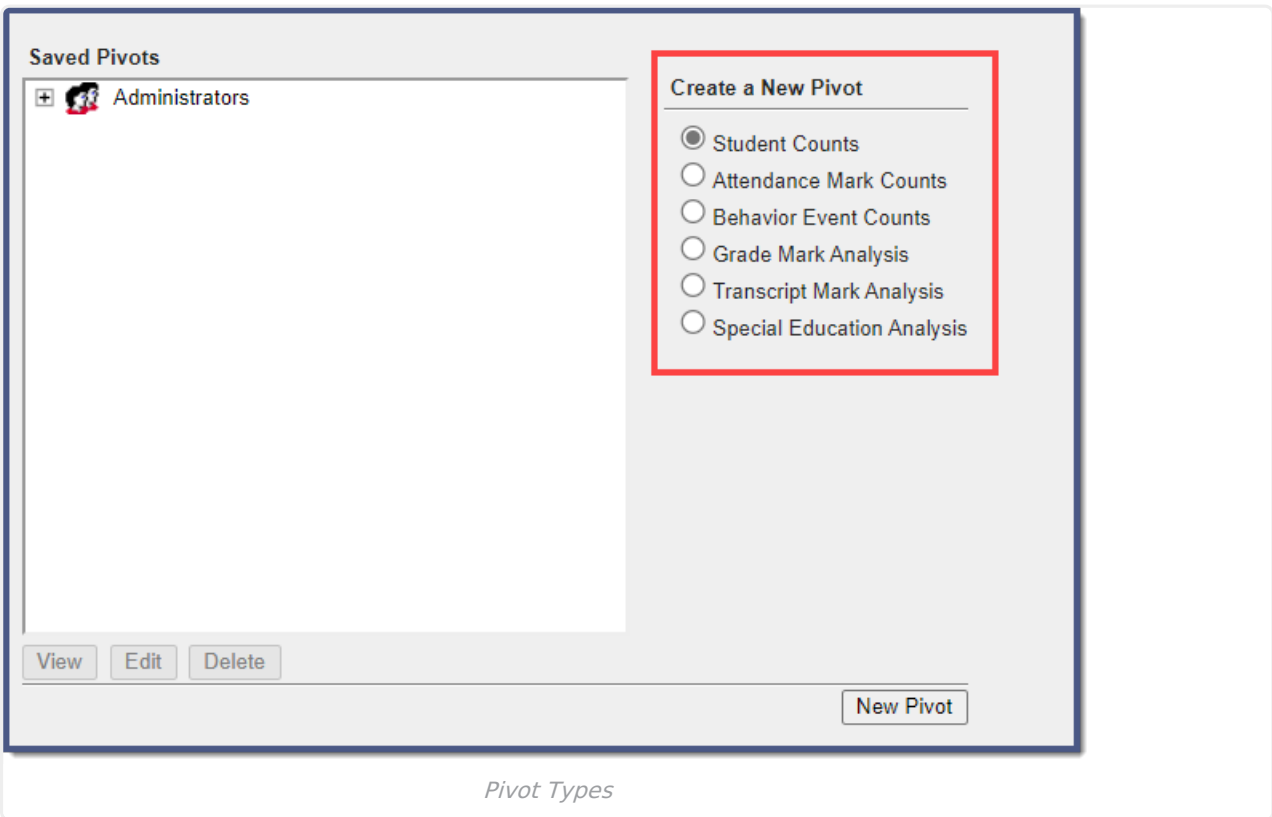 Saved Pivots
Administrators
Create a New Pivot
Student Counts
Attendance Mark Counts
Behavior Event Counts
Grade Mark Analysis
Transcript Mark Analysis
Special Education Analysis
View Edit Delete
New Pivot
Pivot Types